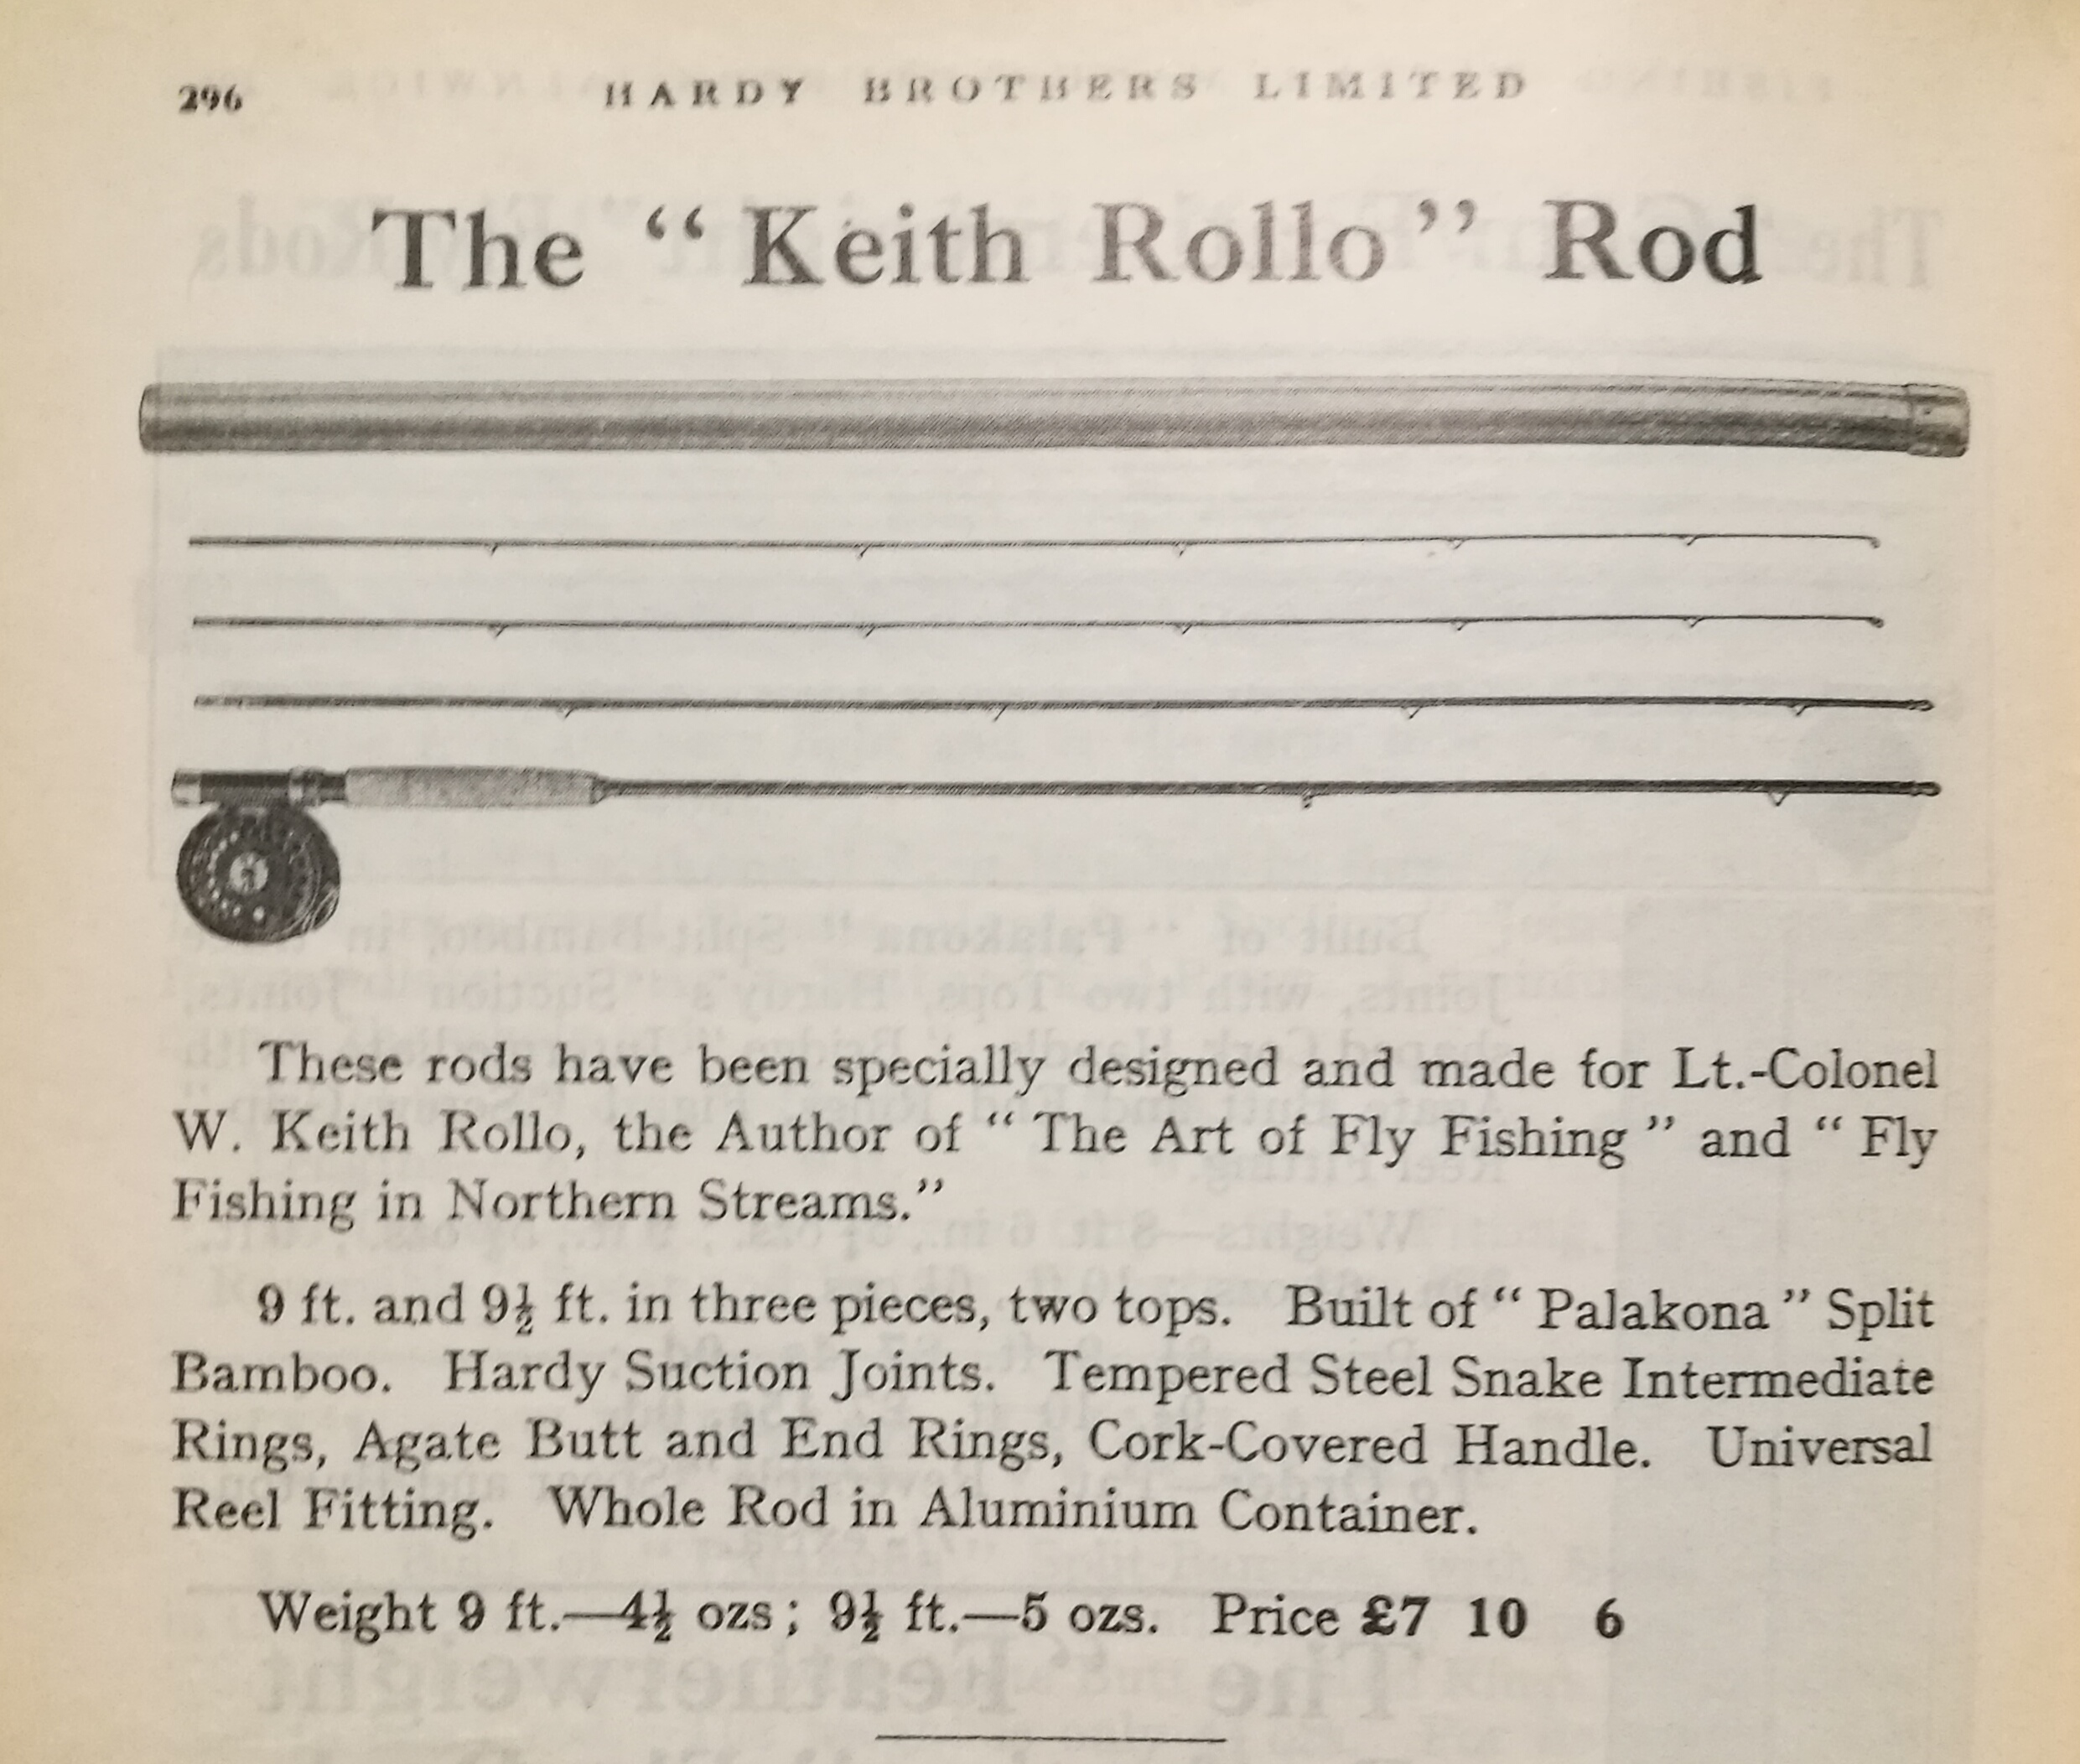 296 HARDY BROTHERS LIMITED
The “Keith Rollo” Rod
These rods have been specially designed and made for Lt.-Colonel
W. Keith Rollo, the Author of “ The Art of Fly Fishing ” and “ Fly
Fishing in Northern Streams.”
9 ft. and 9½ ft. in three pieces, two tops. Built of “ Palakona ” Split
Bamboo. Hardy Suction Joints. Tempered Steel Snake Intermediate
Rings, Agate Butt and End Rings, Cork-Covered Handle. Universal
Reel Fitting. Whole Rod in Aluminium Container.
Weight 9 ft.—4½ ozs ; 9½ ft.—5 ozs. Price £7 10 6